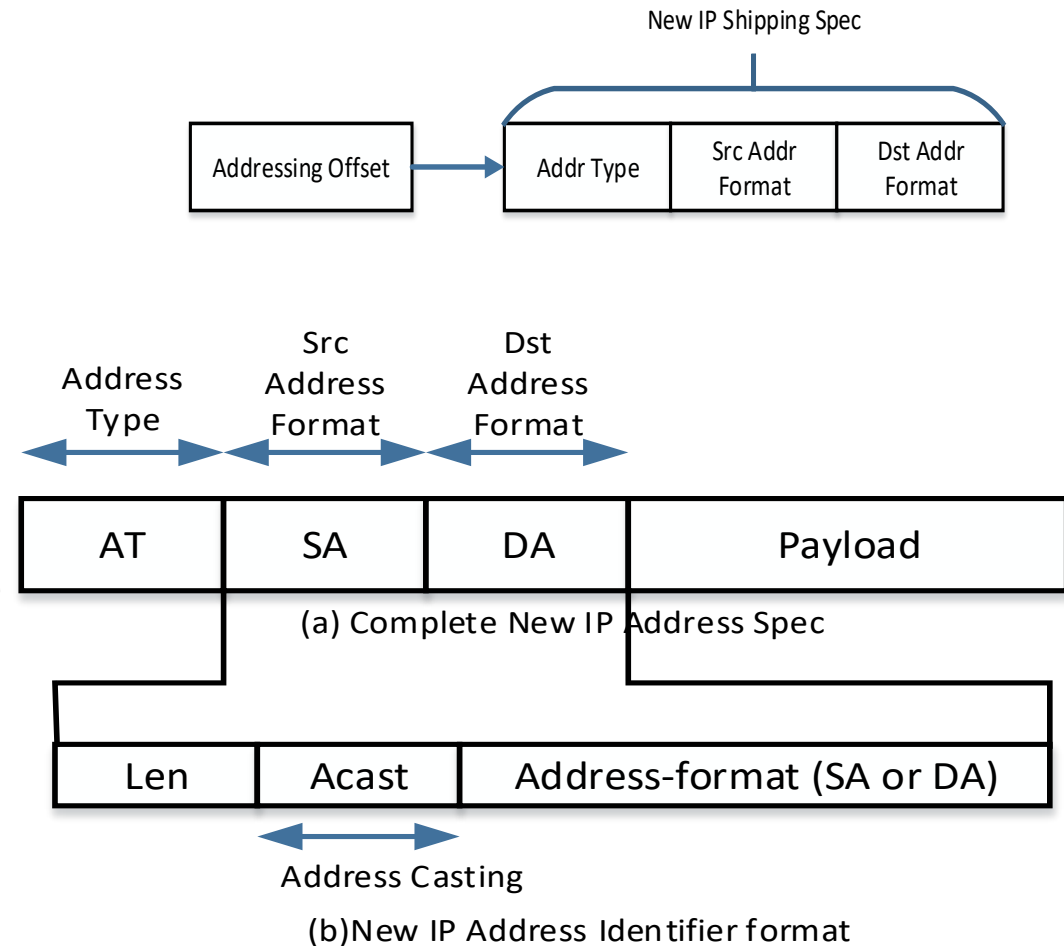 New IP Shipping Spec
Addressing Offset
Addr Type
Src Addr
Format
Dst Addr
Format
Address
Type
Src
Address
Format
Dst
Address
Format
AT
SA
DA
Payload
(a) Complete New IP Address Spec
Len
Acast
Address-format (SA or DA)
Address Casting
(b)New IP Address Identifier format